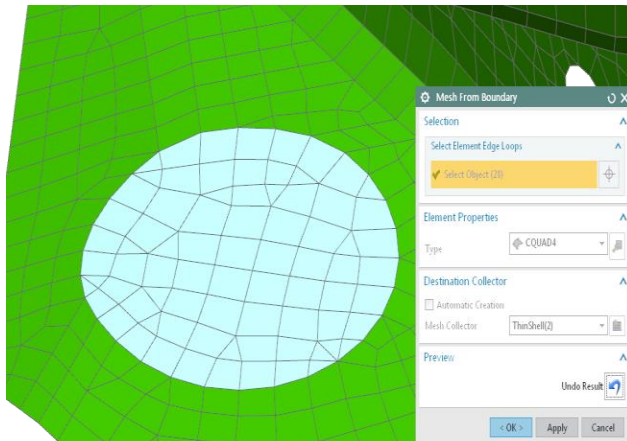 Mesh From Boundary
Selection
Select Element Edge Loops
Select Object (28)
Element Properties
Type
CQUAD4
Destination Collector
Automatic Creation
Mesh Collector
ThinShell(2)
Preview
Undo Result
< OK >
Apply
Cancel